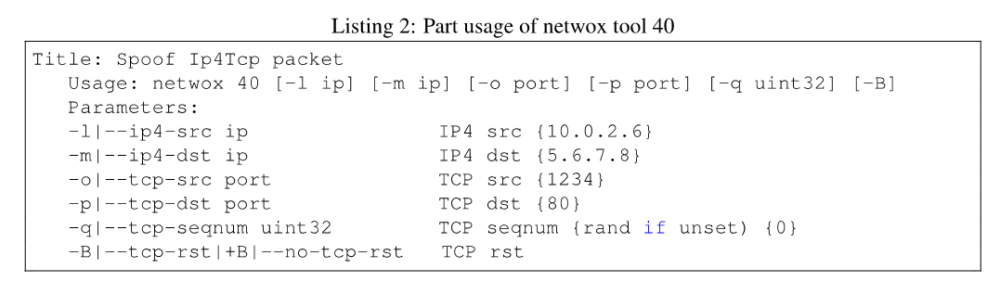 Listing 2: Part usage of netwox tool 40
Title: Spoof Ip4Tcp packet
Usage: netwox 40 [-l ip] [-m ip] [-o port] [-p port] [-q uint32] [-B]
Parameters:
-l|--ip4-src ip IP4 src {10.0.2.6}
-m|--ip4-dst ip IP4 dst {5.6.7.8}
-o|--tcp-src port TCP src {1234}
-p|--tcp-dst port TCP dst {80}
-q|--tcp-seqnum uint32 TCP seqnum {rand if unset) {0}
-B|--tcp-rst|+B|--no-tcp-rst TCP rst